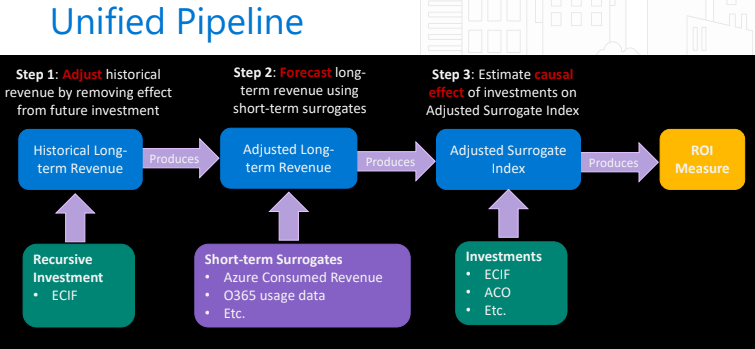 Unified Pipeline
Step 1: Adjust historical
revenue by removing effect
from future investment
Step 2: Forecast long-
term revenue using
short-term surrogates
Step 3: Estimate causal
effect of investments on
Adjusted Surrogate Index
Historical Long-
term Revenue
Produces
Adjusted Long-
term Revenue
Produces
Adjusted Surrogate
Index
Produces
ROI
Measure
Recursive
Investment
• ECIF
Short-term Surrogates
• Azure Consumed Revenue
• O365 usage data
• Etc.
Investments
• ECIF
• ACO
• Etc.